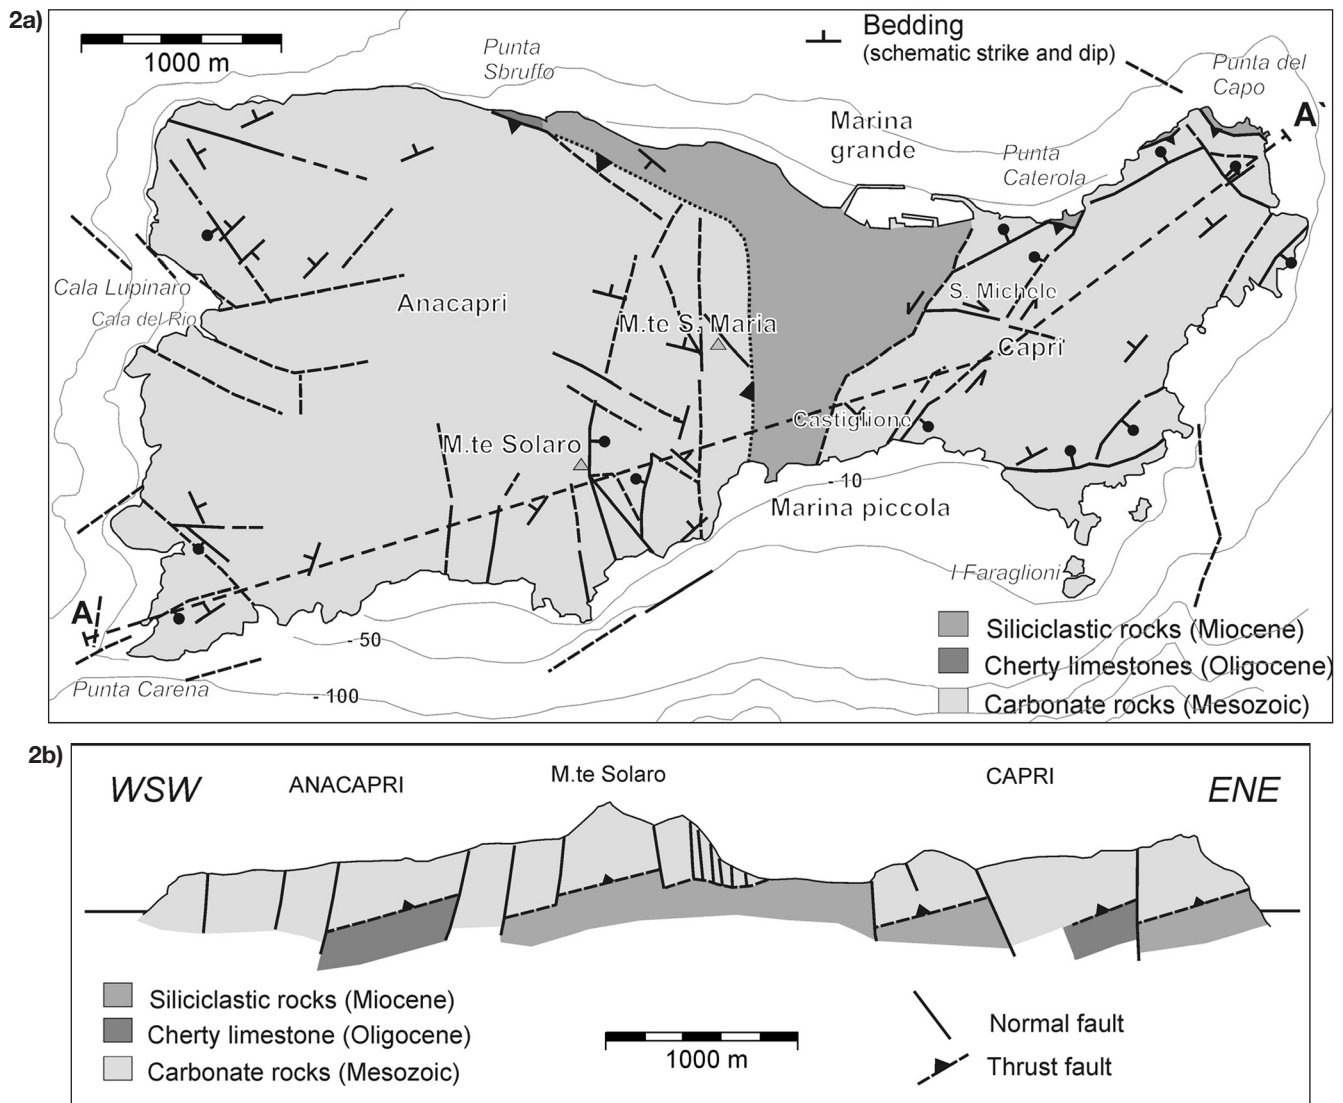 2a)
1000 m
Punta
Sbruffo
Bedding
(schematic strike and dip)
Punta del
Capo
A`
Marina
grande
Punta
Caterola
Cala Lupinaro
Cala del Rio
Anacapri
S. Michele
M.te S. Maria
Capri
Castiglione
M.te Solaro
- 10
Marina piccola
I Faraglioni
A
- 50
Punta Carena
- 100
Siliciclastic rocks (Miocene)
Cherty limestones (Oligocene)
Carbonate rocks (Mesozoic)
2b)
WSW
ANACAPRI
M.te Solaro
CAPRI
ENE
Siliciclastic rocks (Miocene)
Cherty limestone (Oligocene)
Carbonate rocks (Mesozoic)
1000 m
Normal fault
Thrust fault